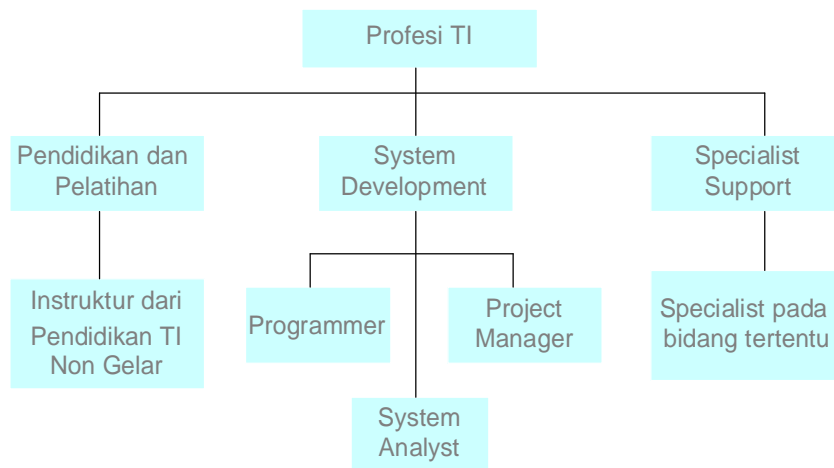 Profesi TI
Pendidikan dan
Pelatihan
System
Development
Specialist
Support
Instruktur dari
Pendidikan TI
Non Gelar
Programmer
Project
Manager
Specialist pada
bidang tertentu
System
Analyst